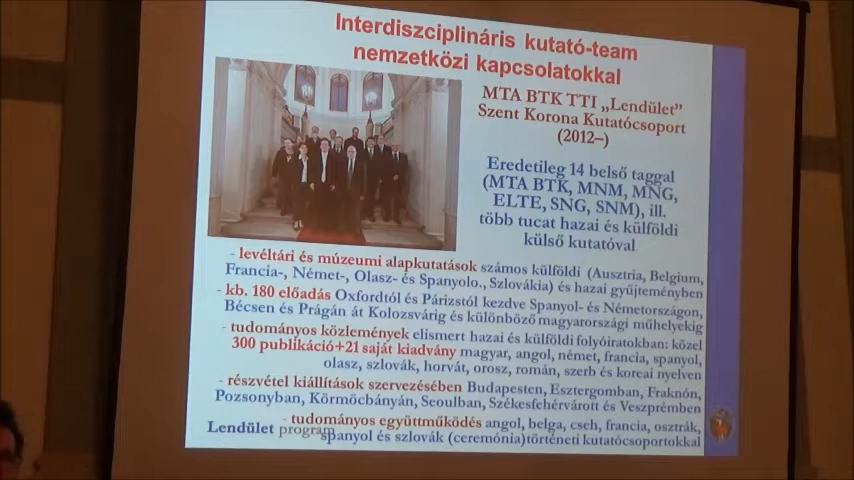 Interdiszciplináris kutató-team
nemzetközi kapcsolatokkal
MTA BTK TTI „Lendület”
Szent Korona Kutatócsoport
(2012–)
Eredetileg 14 belső taggal
(MTA BTK, MNM, MNG,
ELTE, SNG, SNM), ill.
több tucat hazai és külföldi
külső kutatóval
- levéltári és múzeumi alapkutatások számos külföldi (Ausztria, Belgium,
Francia-, Német-, Olasz- és Spanyolo., Szlovákia) és hazai gyűjteményben
- kb. 180 előadás Oxfordtól és Párizstól kezdve Spanyol- és Németországon,
Bécsen és Prágán át Kolozsvárig és különböző magyarországi műhelyekig
- tudományos közlemények elismert hazai és külföldi folyóiratokban: közel
300 publikáció+21 saját kiadvány magyar, angol, német, francia, spanyol,
olasz, szlovák, horvát, orosz, román, szerb és koreai nyelven
- részvétel kiállítások szervezésében Budapesten, Esztergomban, Fraknón,
Pozsonyban, Körmöcbányán, Seoulban, Székesfehérvárott és Veszprémben
- tudományos együttműködés angol, belga, cseh, francia, osztrák,
Lendület program
spanyol és szlovák (ceremónia)történeti kutatócsoportokkal